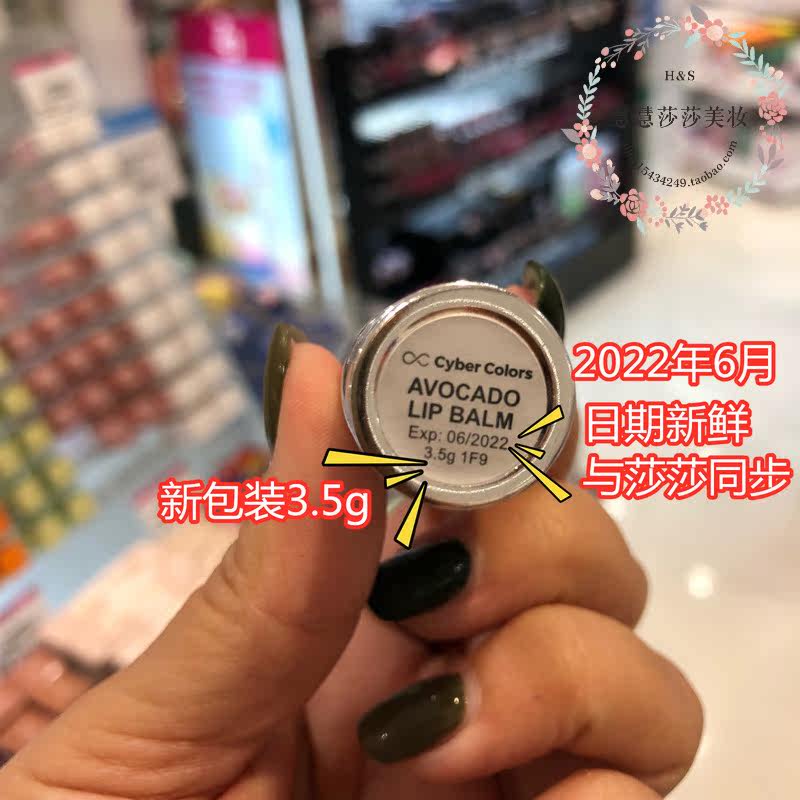 H&S
慧莎莎美妆
15434249.taobao.com
Cyber Colors
AVOCADO
LIP BALM
Exp: 06/2022
3.5g 1F9
2022年6月
日期新鲜
与莎莎同步
新包装3.5g